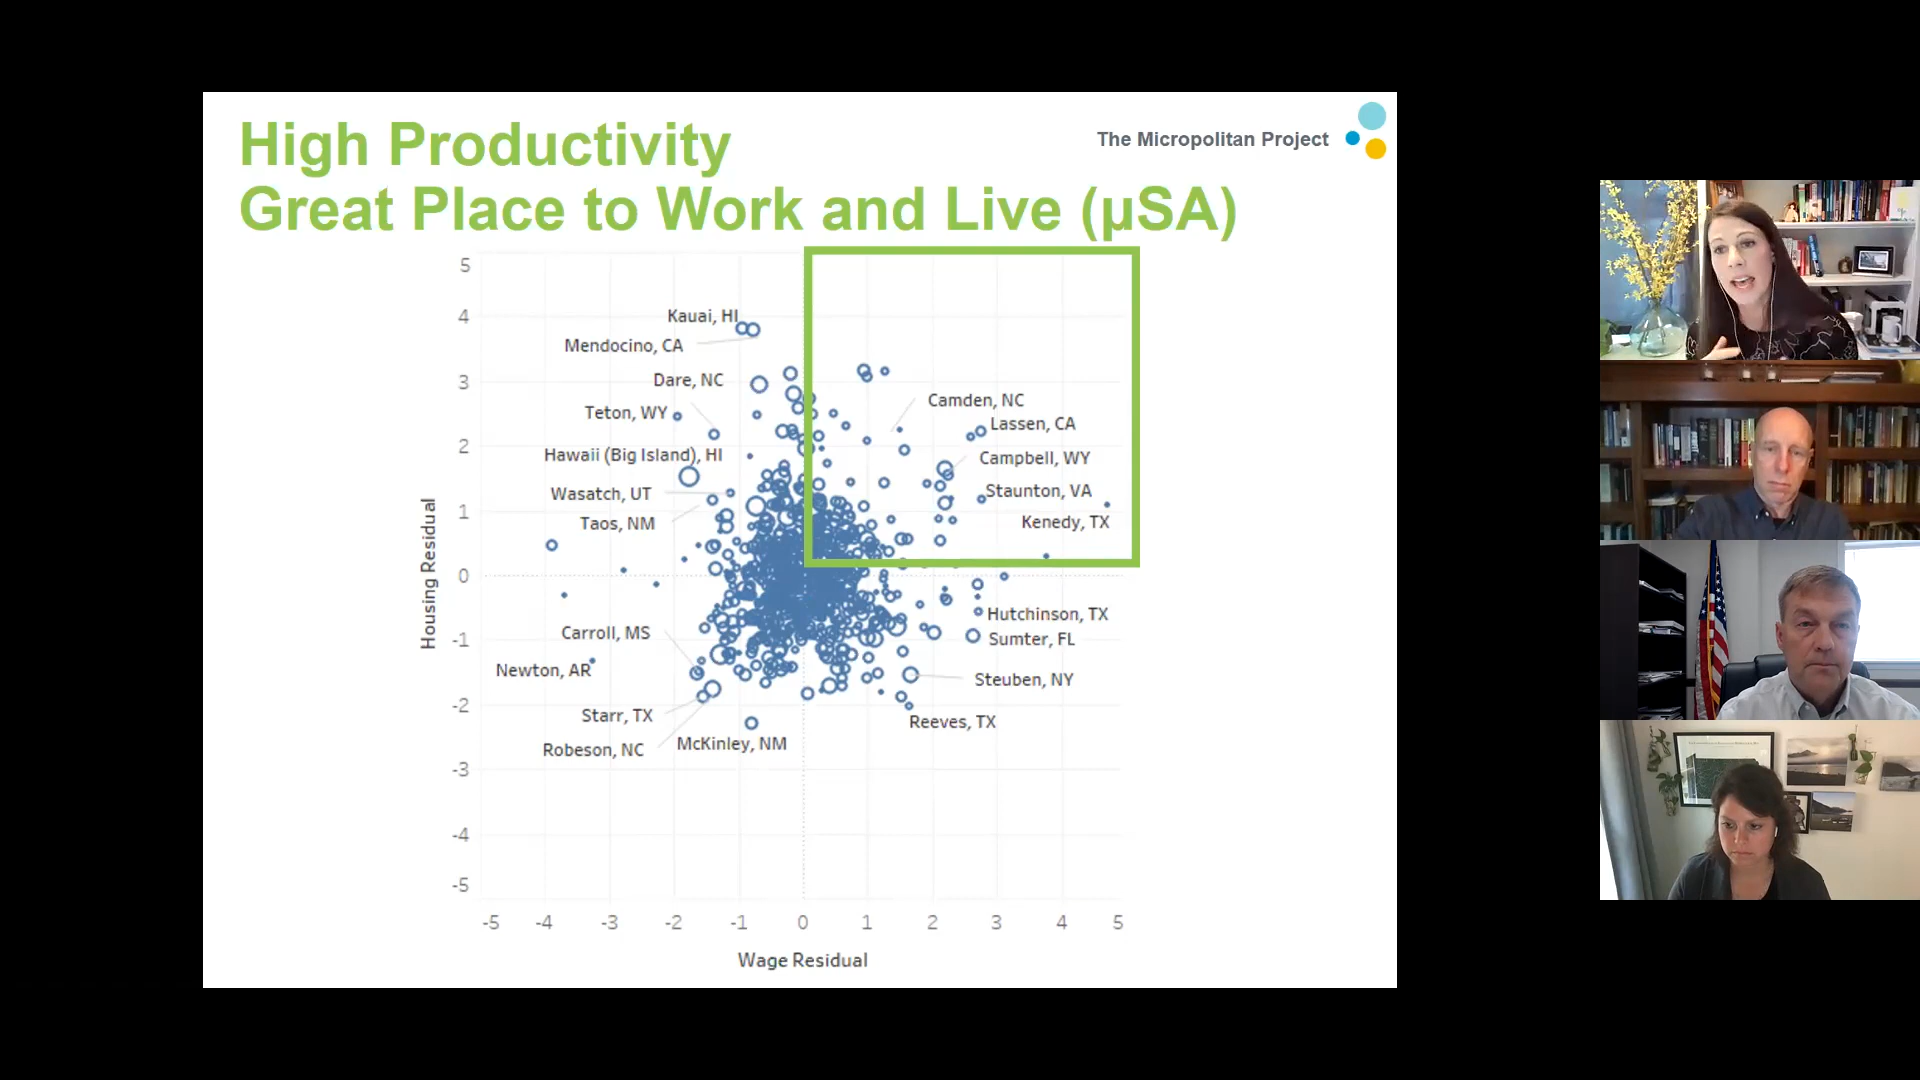 High Productivity
Great Place to Work and Live (µSA)
The Micropolitan Project
5
4
3
2
1
0
-1
-2
-3
-4
-5
Housing Residual
Kauai, HI
Mendocino, CA
Dare, NC
Teton, WY
Hawaii (Big Island), HI
Wasatch, UT
Taos, NM
Camden, NC
Lassen, CA
Campbell, WY
Staunton, VA
Kenedy, TX
Carroll, MS
Newton, AR
Starr, TX
Robeson, NC
McKinley, NM
Hutchinson, TX
Sumter, FL
Steuben, NY
Reeves, TX
-5 -4 -3 -2 -1 0 1 2 3 4 5
Wage Residual